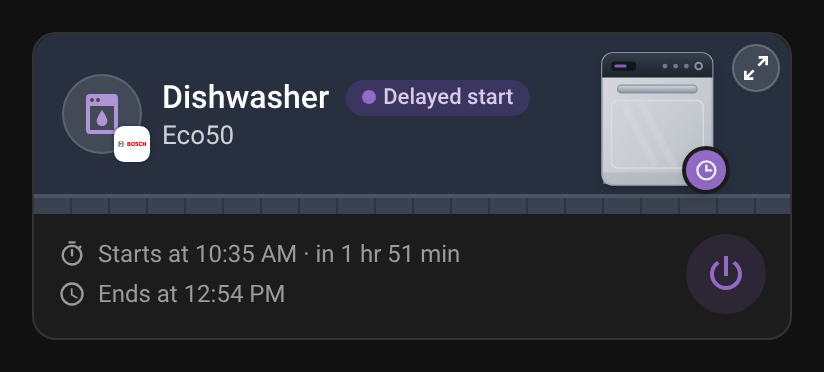 Dishwasher
Delayed start
Eco50
BOSCH
Starts at 10:35 AM · in 1 hr 51 min
Ends at 12:54 PM